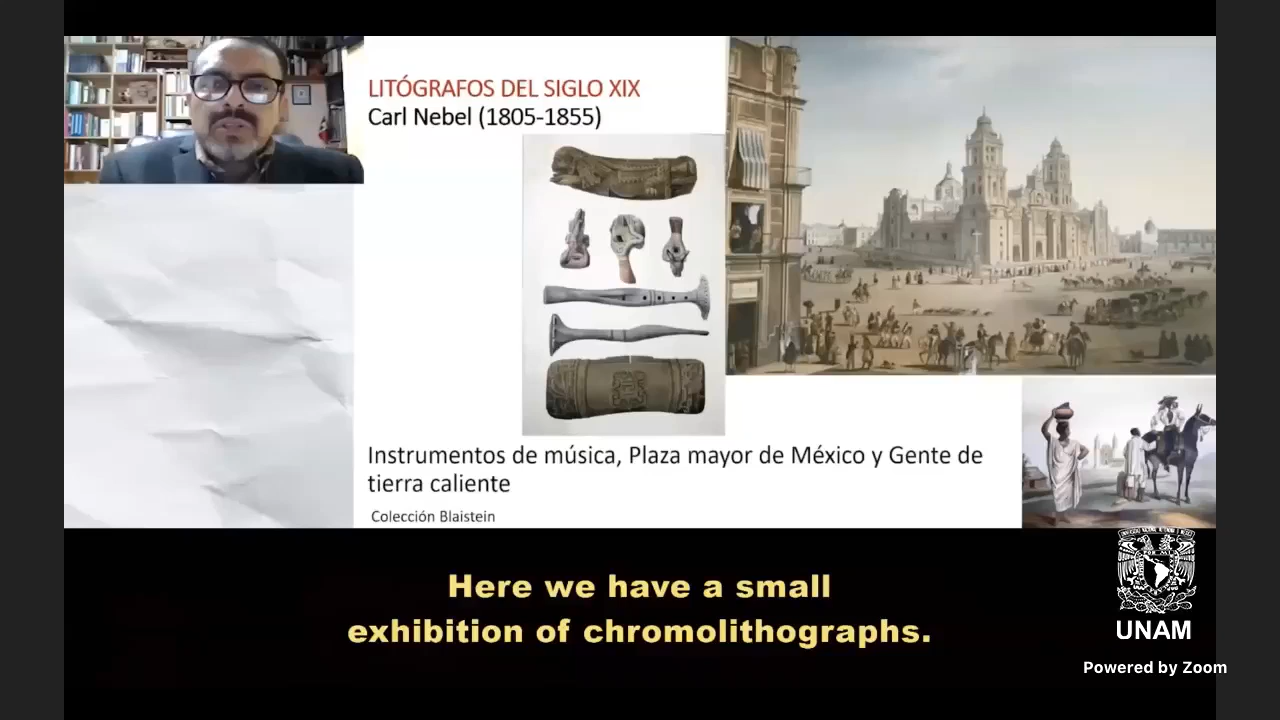 LITÓGRAFOS DEL SIGLO XIX
Carl Nebel (1805-1855)
Instrumentos de música, Plaza mayor de México y Gente de
tierra caliente
Colección Blaistein
Here we have a small
exhibition of chromolithographs.
UNAM
Powered by Zoom